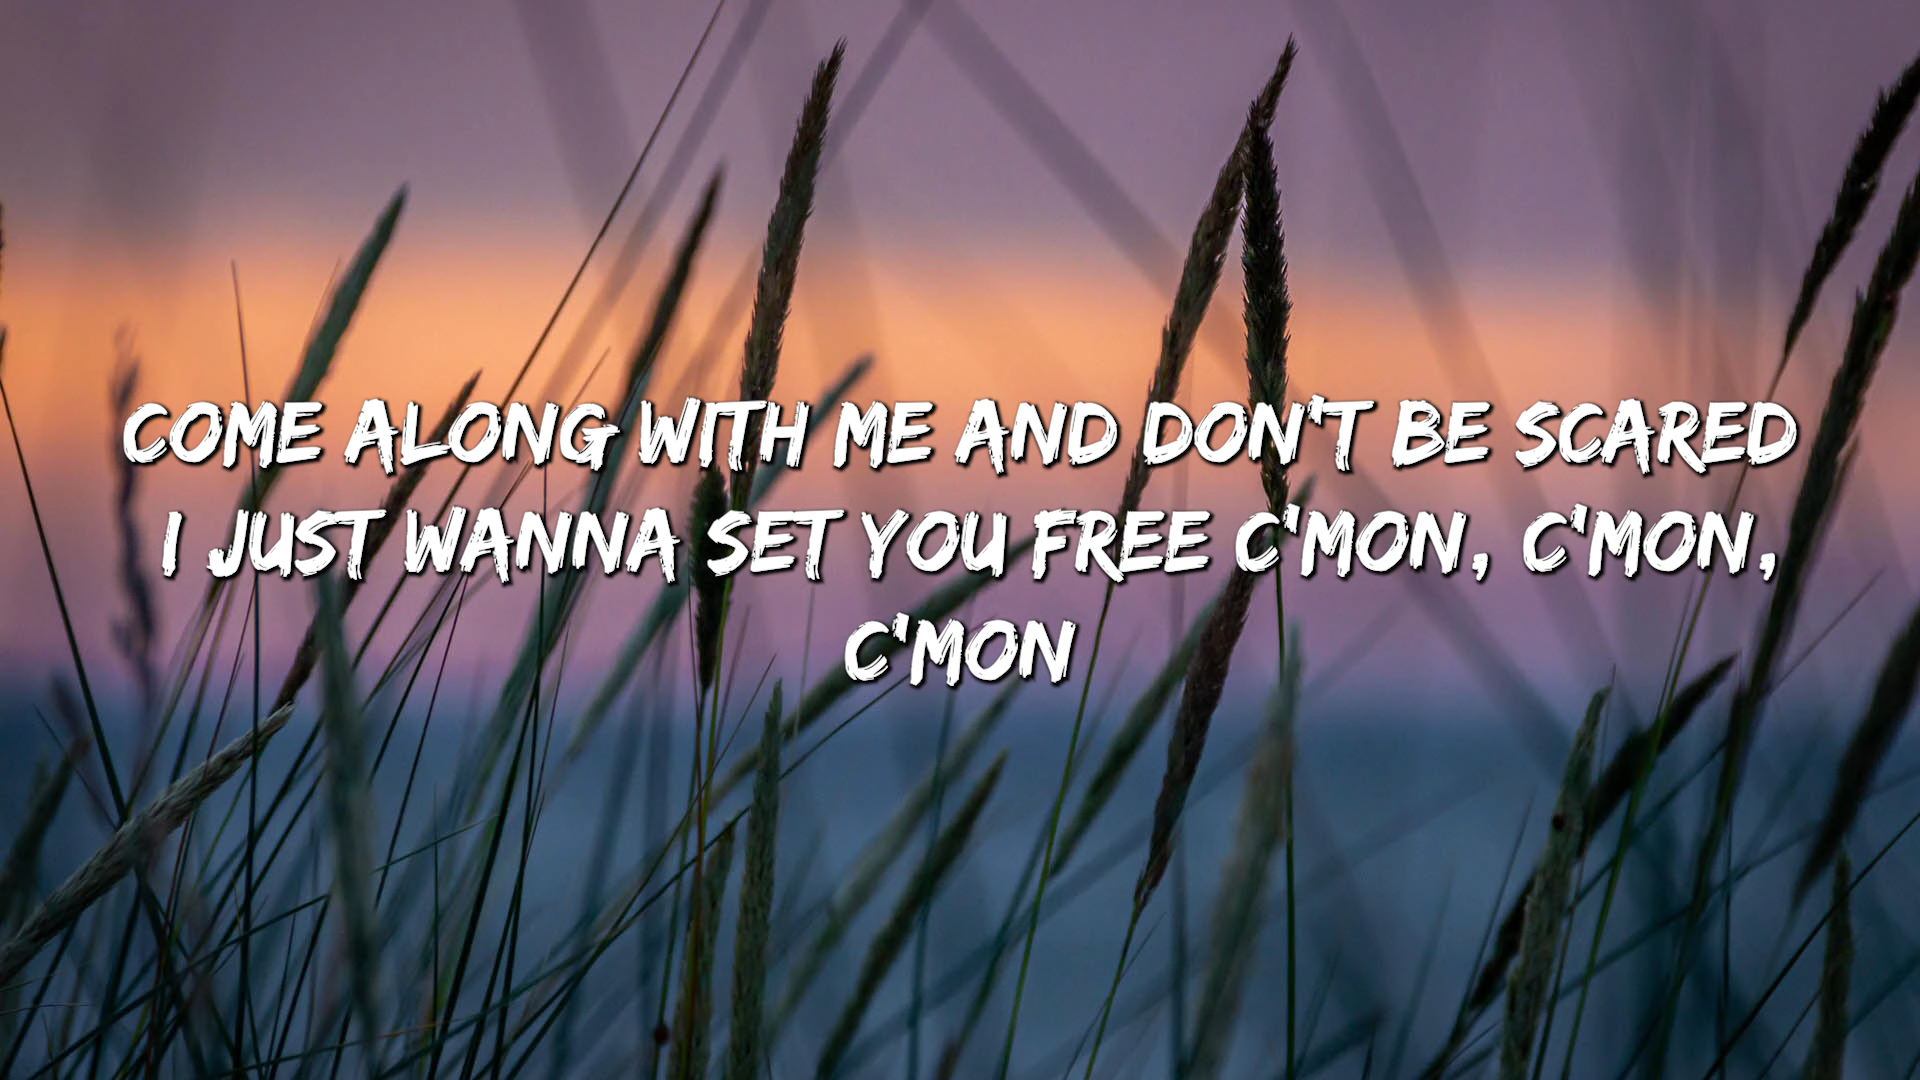 COME ALONG WITH ME AND DON'T BE SCARED
I JUST WANNA SET YOU FREE C'MON, C'MON,
C'MON